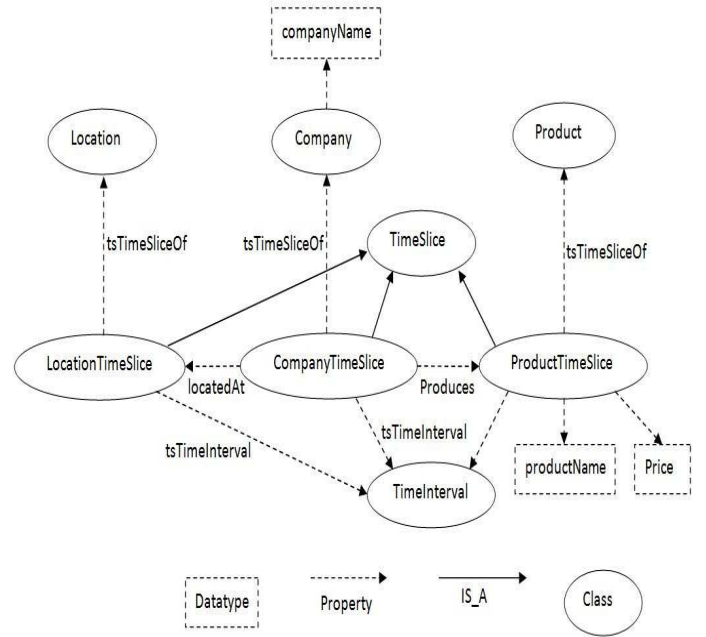 companyName
Location
Company
Product
tsTimeSliceOf
tsTimeSliceOf
TimeSlice
tsTimeSliceOf
LocationTimeSlice
CompanyTimeSlice
ProductTimeSlice
locatedAt
Produces
tsTimeInterval
tsTimeInterval
productName
Price
TimeInterval
Datatype
Property
IS_A
Class